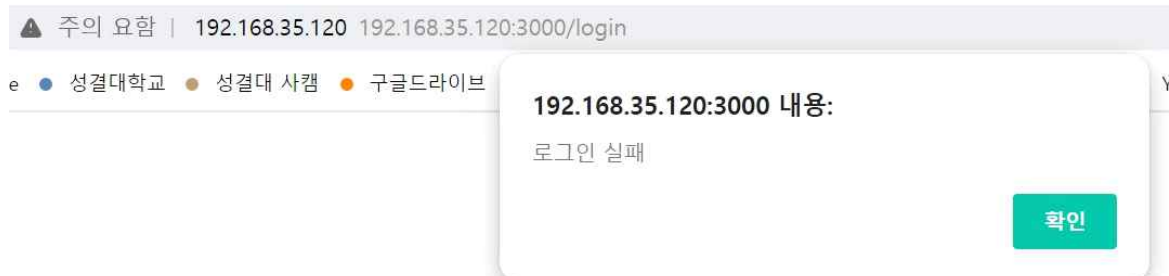 주의 요함 | 192.168.35.120 192.168.35.120:3000/login
e 성결대학교 성결대 사캠 구글드라이브
192.168.35.120:3000 내용:
로그인 실패
확인